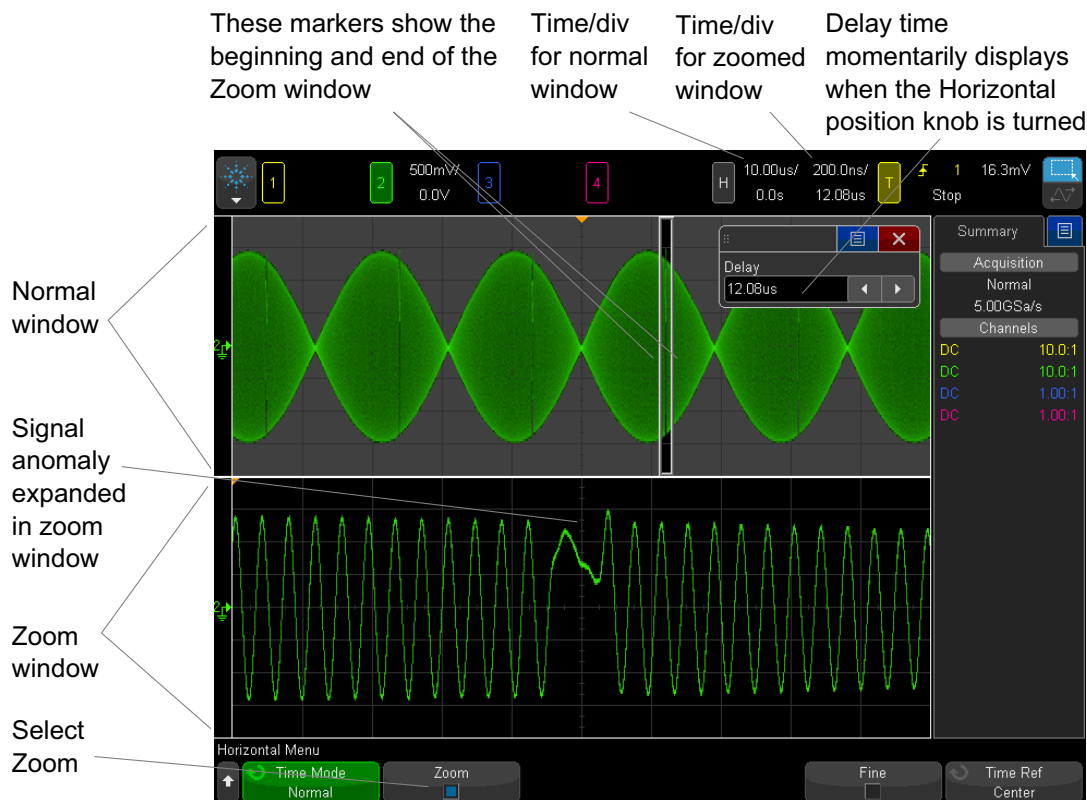 These markers show the
beginning and end of the
Zoom window
Time/div
for normal
window
Time/div
for zoomed
window
Delay time
momentarily displays
when the Horizontal
position knob is turned
1
2
500mV/
0.0V
3
4
H
10.00us/
0.0s
200.0ns/
12.08us
T
1
16.3mV
Stop
Normal
window
Signal
anomaly
expanded
in zoom
window
Zoom
window
Select
Zoom
2
Delay
12.08us
Summary
Acquisition
Normal
5.00GSa/s
Channels
DC 10.0:1
DC 10.0:1
DC 1.00:1
DC 1.00:1
2
Horizontal Menu
Time Mode
Normal
Zoom
Fine
Time Ref
Center